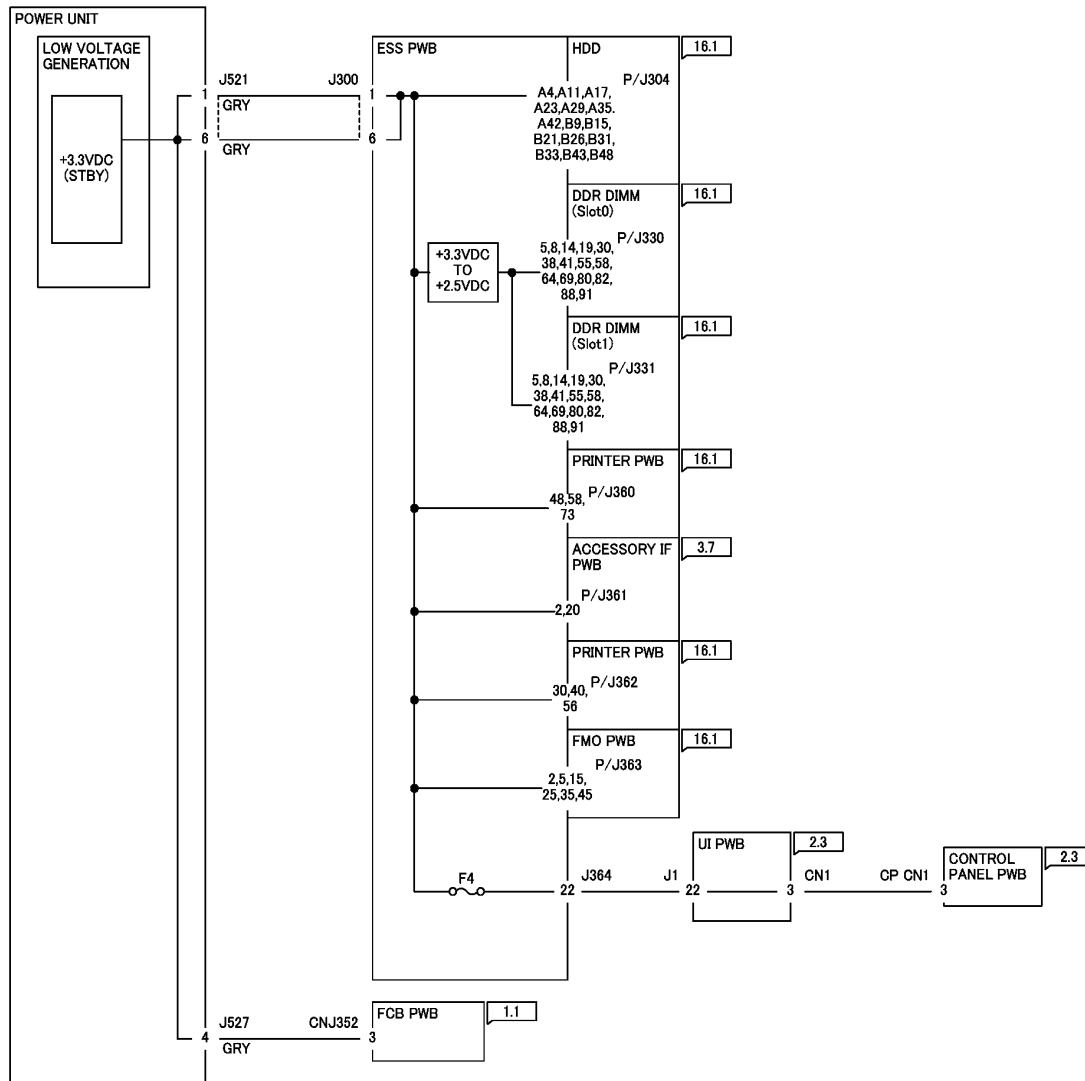 POWER UNIT
LOW VOLTAGE
GENERATION
+3.3VDC
(STBY)
1
J521
GRY
6
GRY
J300
1
6
ESS PWB
HDD
16.1
P/J304
A4,A11,A17,
A23,A29,A35.
A42,B9,B15,
B21,B26,B31,
B33,B43,B48
DDR DIMM
(Slot0)
16.1
P/J330
+3.3VDC
TO
+2.5VDC
5,8,14,19,30,
38,41,55,58,
64,69,80,82,
88,91
DDR DIMM
(Slot1)
16.1
P/J331
5,8,14,19,30,
38,41,55,58,
64,69,80,82,
88,91
PRINTER PWB
16.1
48,58,
73
P/J360
ACCESSORY IF
PWB
3.7
P/J361
2,20
PRINTER PWB
16.1
30,40,
56
P/J362
FMO PWB
16.1
P/J363
2,5,15,
25,35,45
F4
22
J364
J1
22
UI PWB
2.3
3
CN1
CP CN1
3
CONTROL
PANEL PWB
2.3
4
J527
GRY
CNJ352
3
FCB PWB
1.1